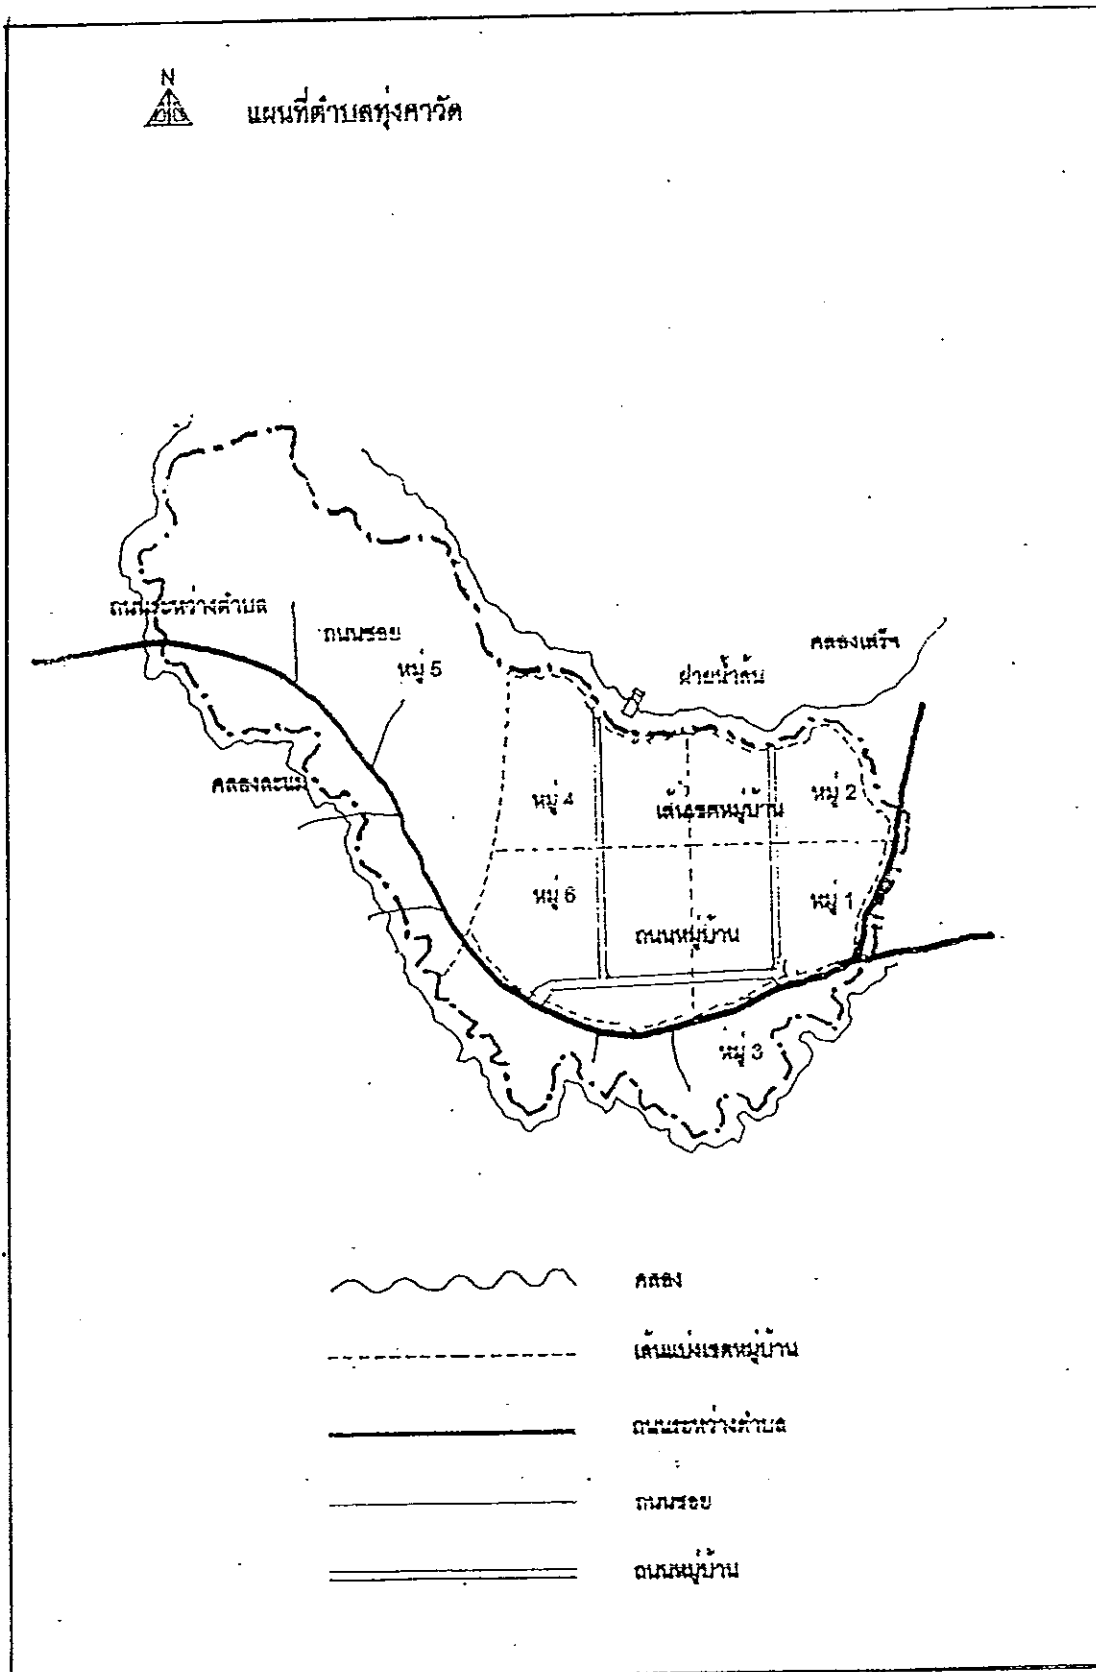 N
แผนที่ตำบลทุ่งคาวัด
ถนนระหว่างตำบล
ถนนซอย
หมู่ 5
คลองเสร็จ
ฝายน้ำล้น
คลองละแม
หมู่ 4
เส้นเขตหมู่บ้าน
หมู่ 2
หมู่ 6
หมู่ 1
ถนนหมู่บ้าน
หมู่ 3
คลอง
เส้นแบ่งเขตหมู่บ้าน
ถนนระหว่างตำบล
ถนนซอย
ถนนหมู่บ้าน